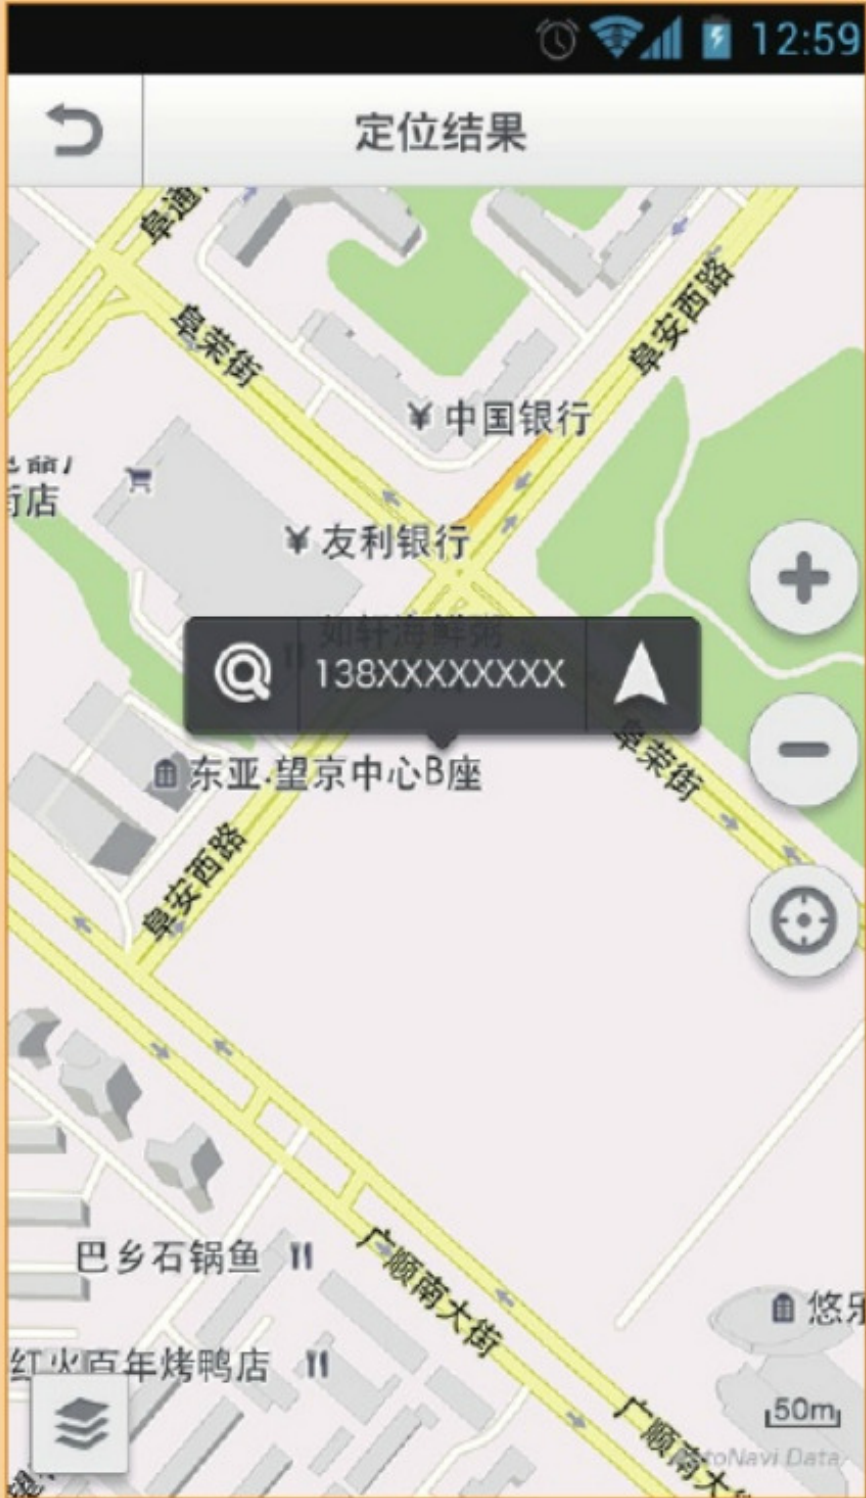 12:59
定位结果
阜通
阜荣街
阜安西路
中国银行
街店
友利银行
如轩海鲜粥
138XXXXXXXX
阜荣街
东亚.望京中心B座
阜安西路
巴乡石锅鱼
广顺南大街
悠乐
红火百年烤鸭店
50m
广顺南大
AutoNavi Data
望